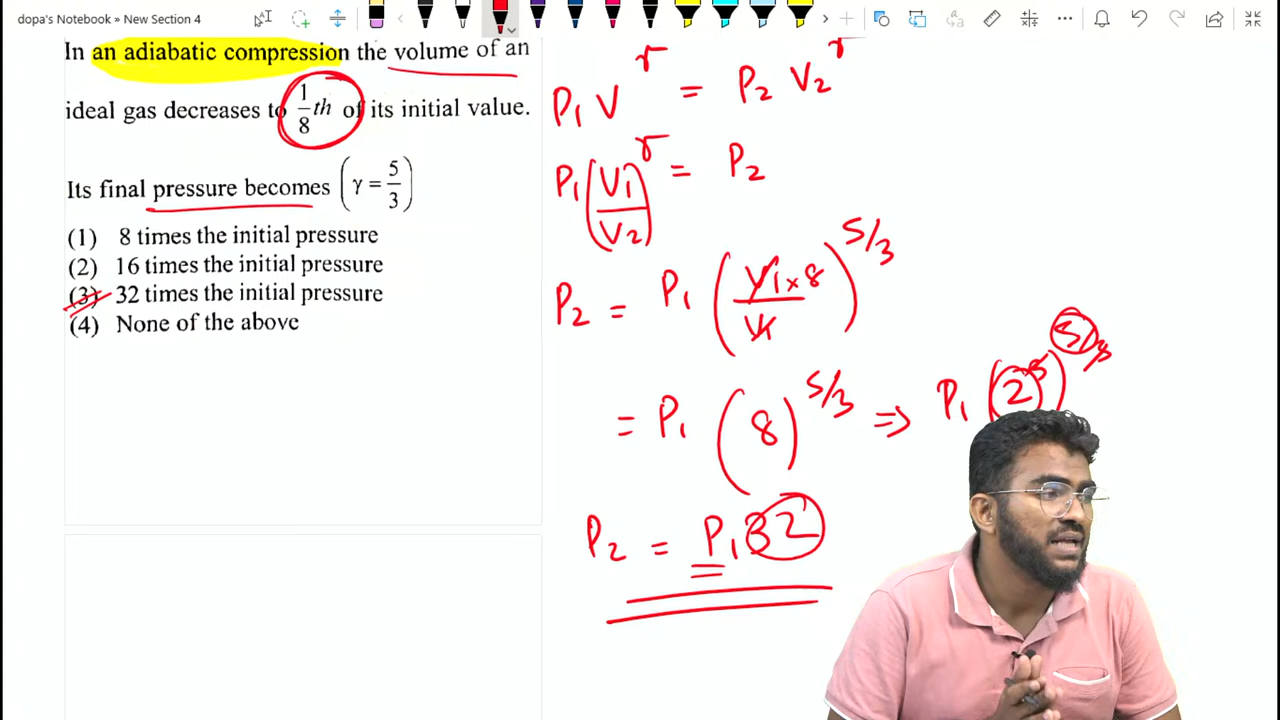 dopa's Notebook » New Section 4
In an adiabatic compression the volume of an
ideal gas decreases to 1/8 th of its initial value.
Its final pressure becomes (γ = 5/3)
(1) 8 times the initial pressure
(2) 16 times the initial pressure
(3) 32 times the initial pressure
(4) None of the above
P₁ V^r = P₂ V₂^r
P₁ (V₁/V₂)^r = P₂
P₂ = P₁ (V₁ × 8 / V₁)^5/3
= P₁ (8)^5/3 ⇒ P₁ (2^3)^5/3
P₂ = P₁ 32